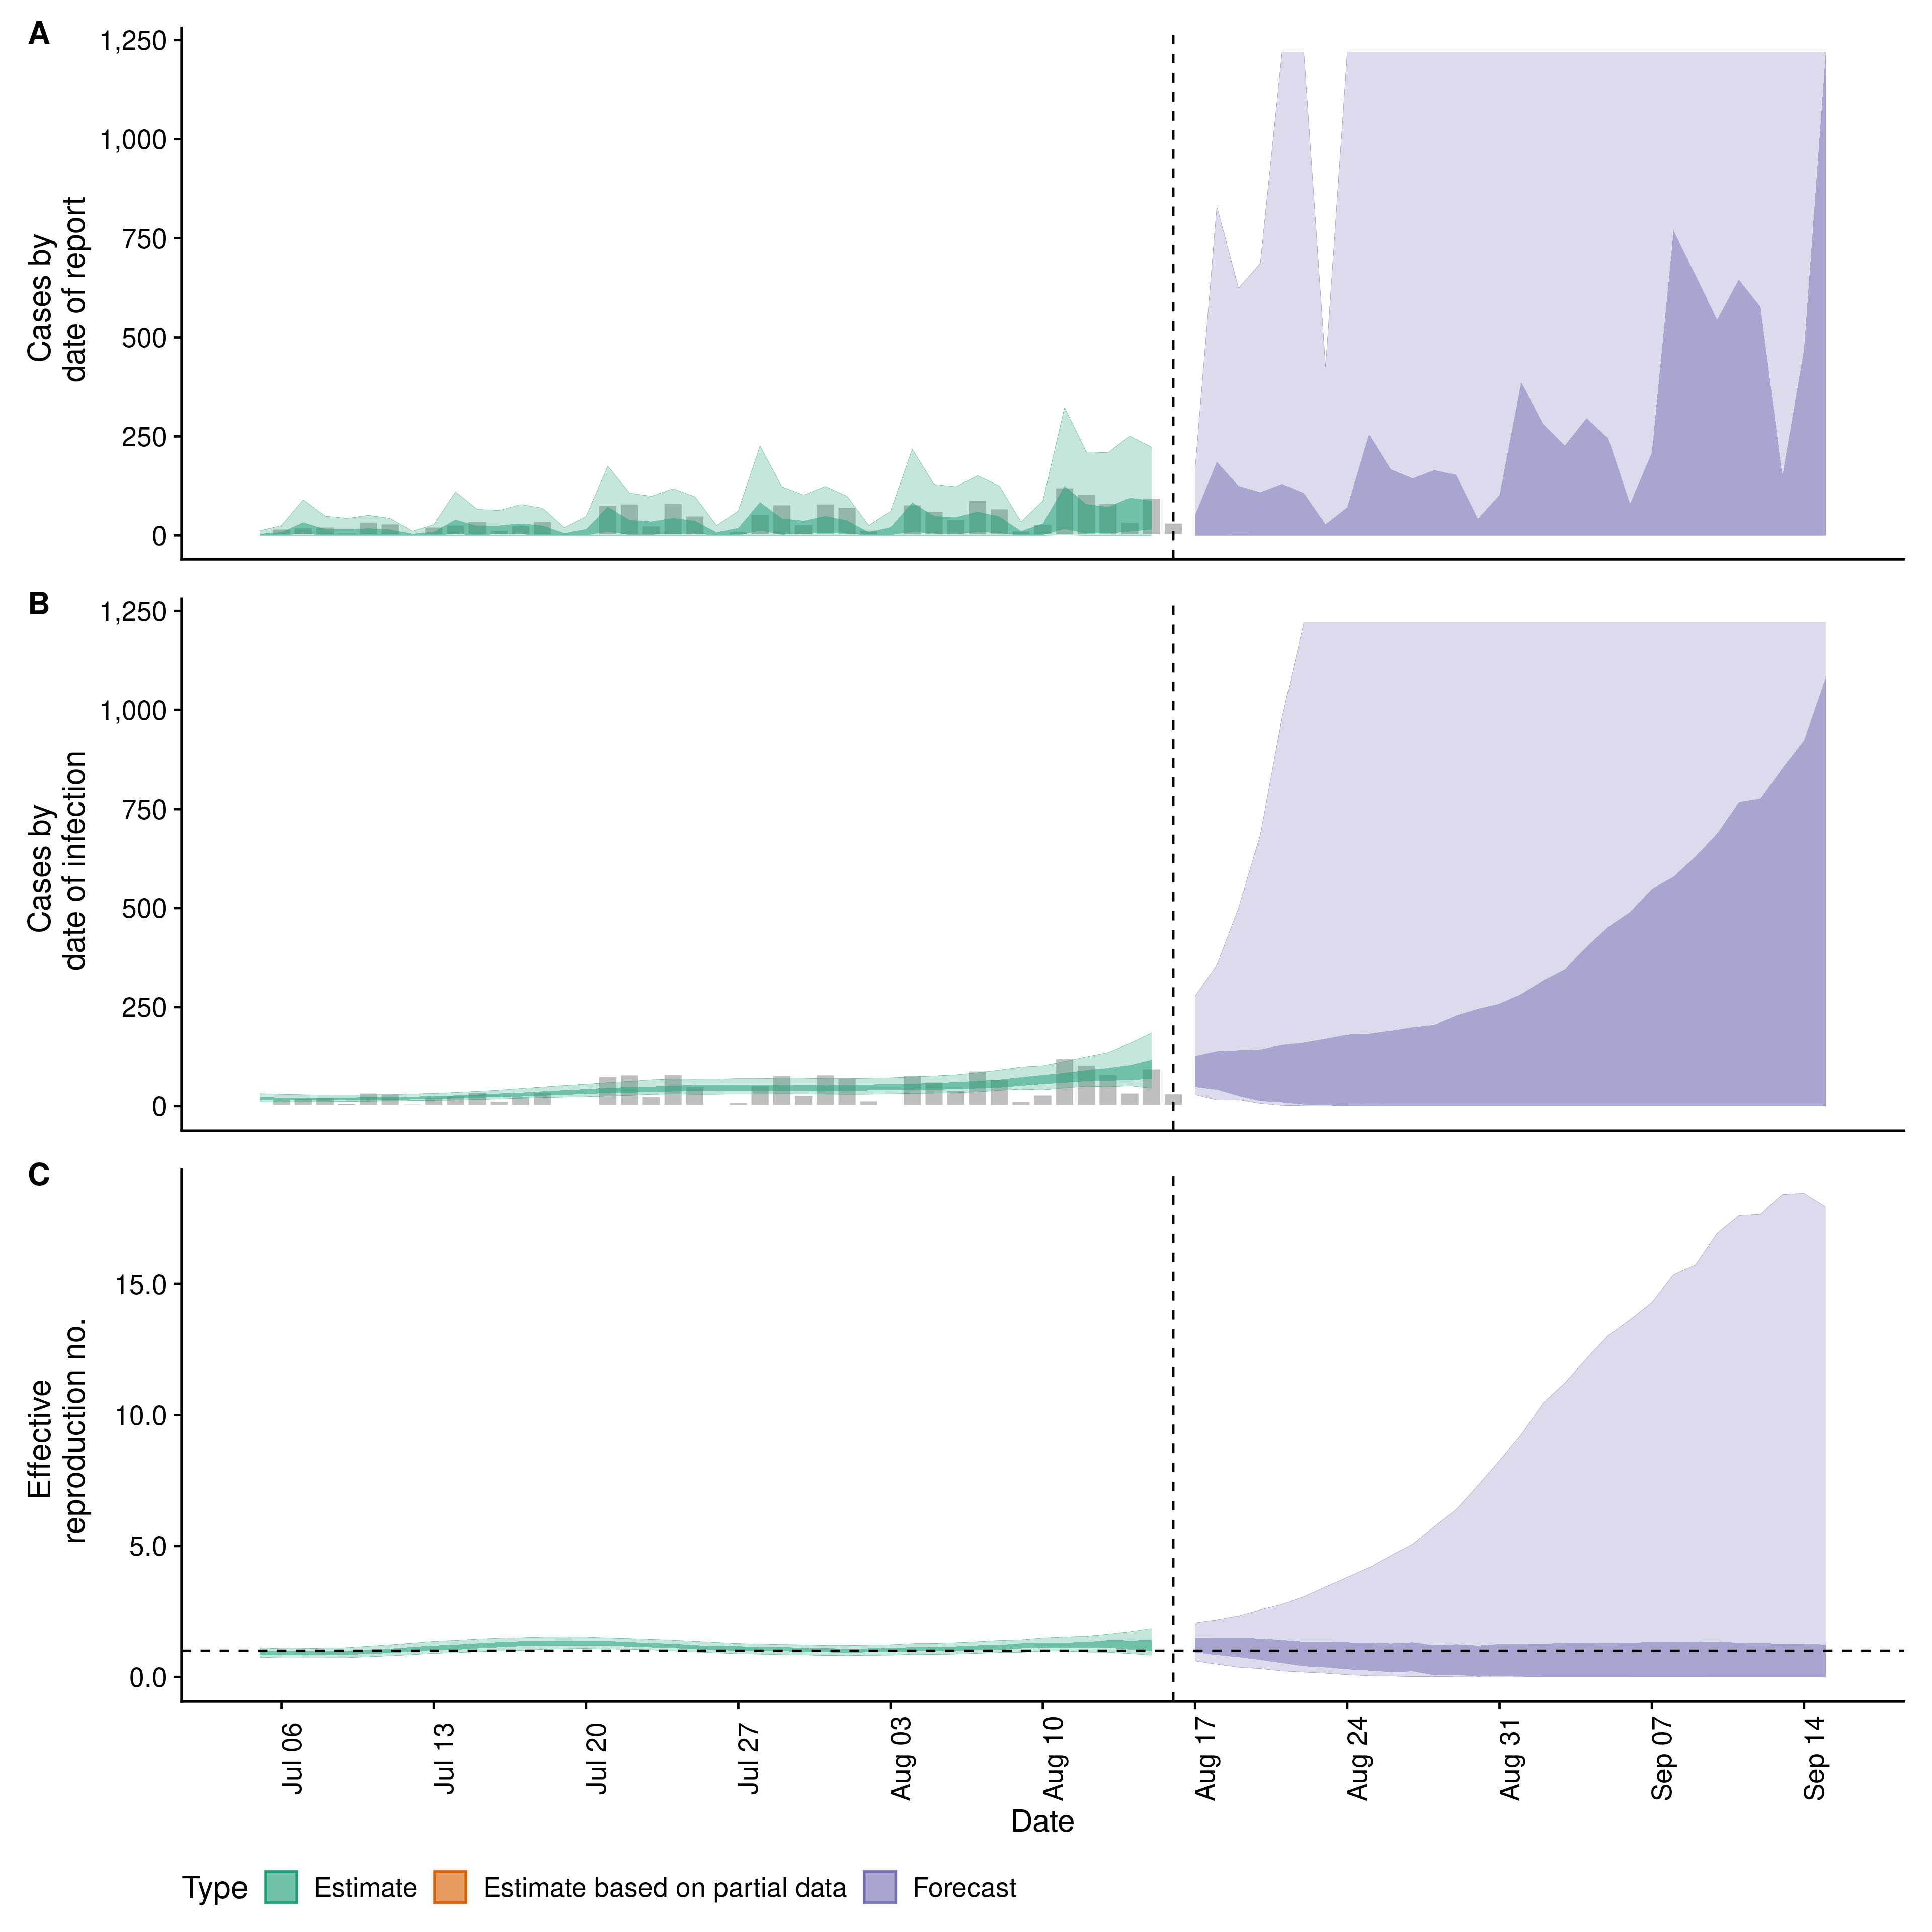 A
1,250
1,000
750
500
250
0
Cases by
date of report
B
1,250
1,000
750
500
250
0
Cases by
date of infection
C
15.0
10.0
5.0
0.0
Effective
reproduction no.
Jul 06
Jul 13
Jul 20
Jul 27
Aug 03
Aug 10
Aug 17
Aug 24
Aug 31
Sep 07
Sep 14
Date
Type Estimate Estimate based on partial data Forecast